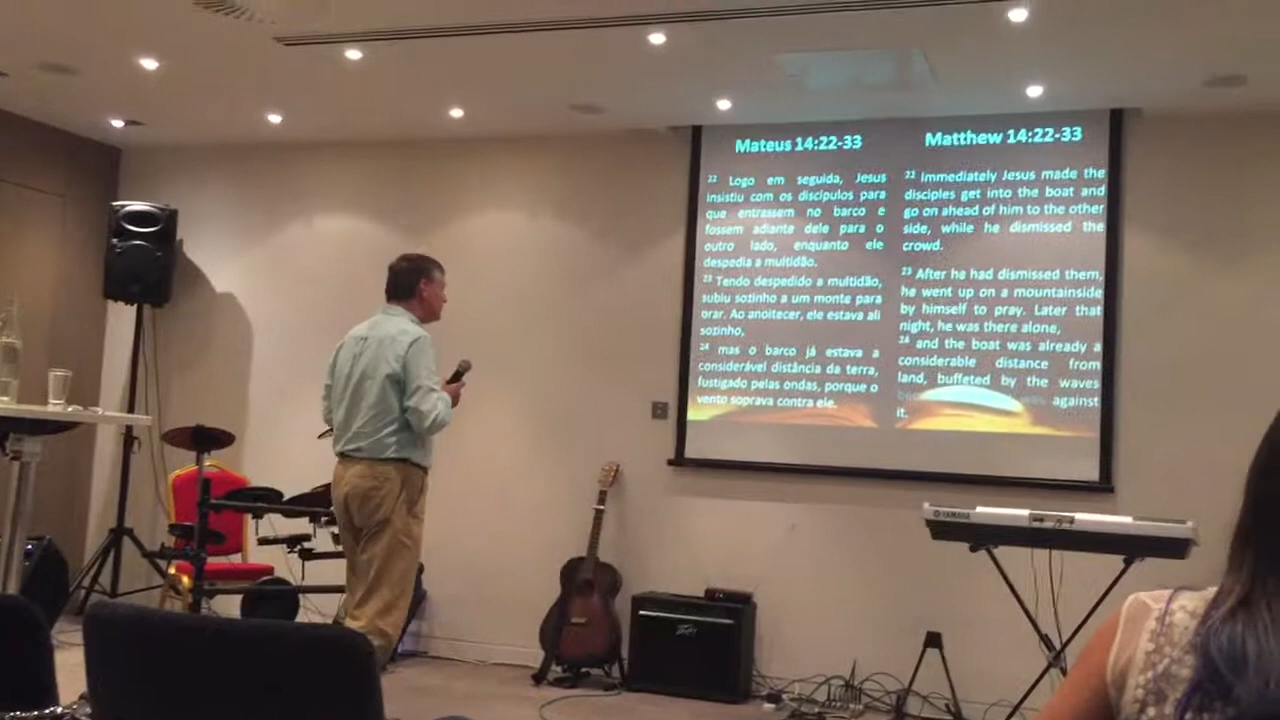 Mateus 14:22-33
22 Logo em seguida, Jesus
insistiu com os discípulos para
que entrassem no barco e
fossem adiante dele para o
outro lado, enquanto ele
despedia a multidão.
23 Tendo despedido a multidão,
subiu sozinho a um monte para
orar. Ao anoitecer, ele estava ali
sozinho,
24 mas o barco já estava a
considerável distância da terra,
fustigado pelas ondas, porque o
vento soprava contra ele.
Matthew 14:22-33
22 Immediately Jesus made the
disciples get into the boat and
go on ahead of him to the other
side, while he dismissed the
crowd.
23 After he had dismissed them,
he went up on a mountainside
by himself to pray. Later that
night, he was there alone,
24 and the boat was already a
considerable distance from
land, buffeted by the waves
was against
it.
YAMAHA
Peavey